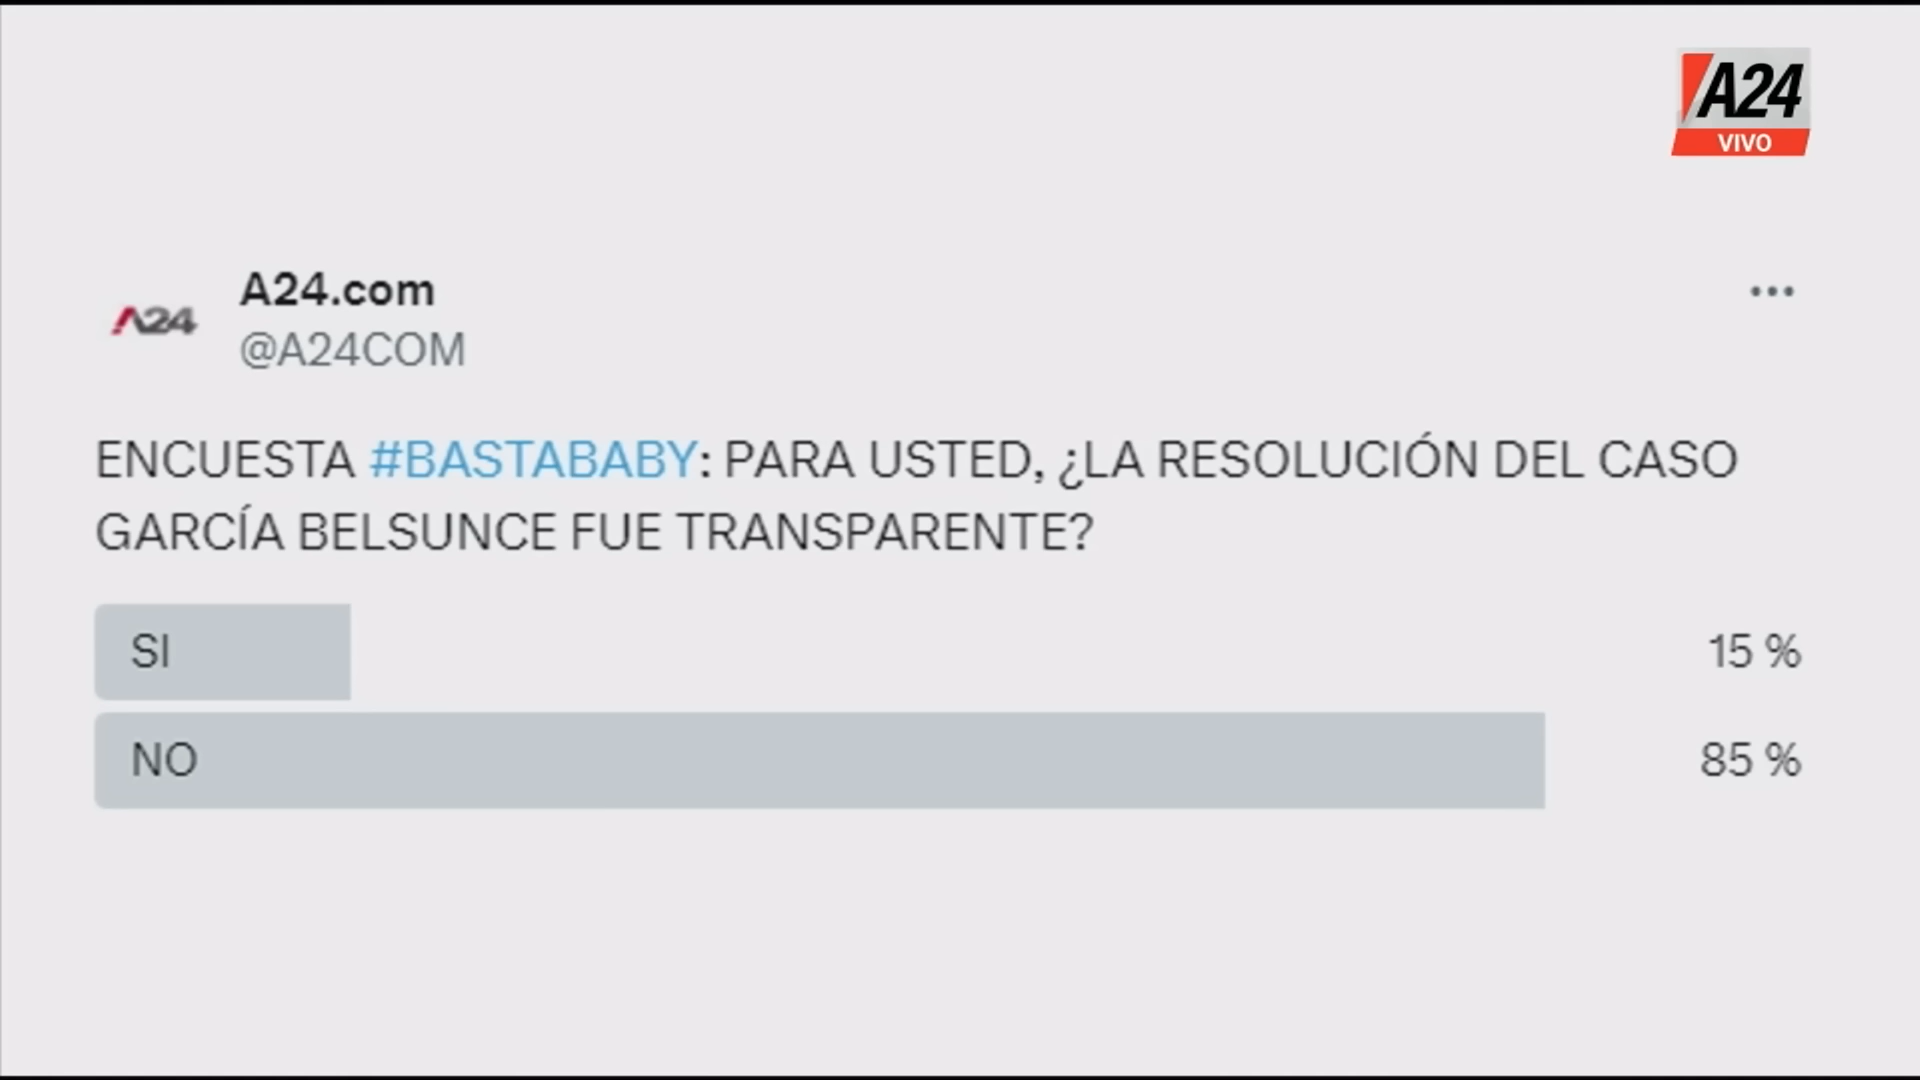 A24
VIVO
A24
A24.com
@A24COM
ENCUESTA #BASTABABY: PARA USTED, ¿LA RESOLUCIÓN DEL CASO
GARCÍA BELSUNCE FUE TRANSPARENTE?
SI 15 %
NO 85 %